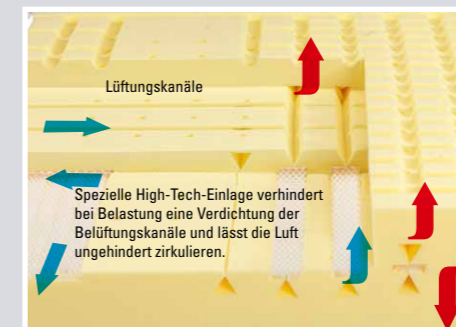 Lüftungskanäle
Spezielle High-Tech-Einlage verhindert
bei Belastung eine Verdichtung der
Belüftungskanäle und lässt die Luft
ungehindert zirkulieren.